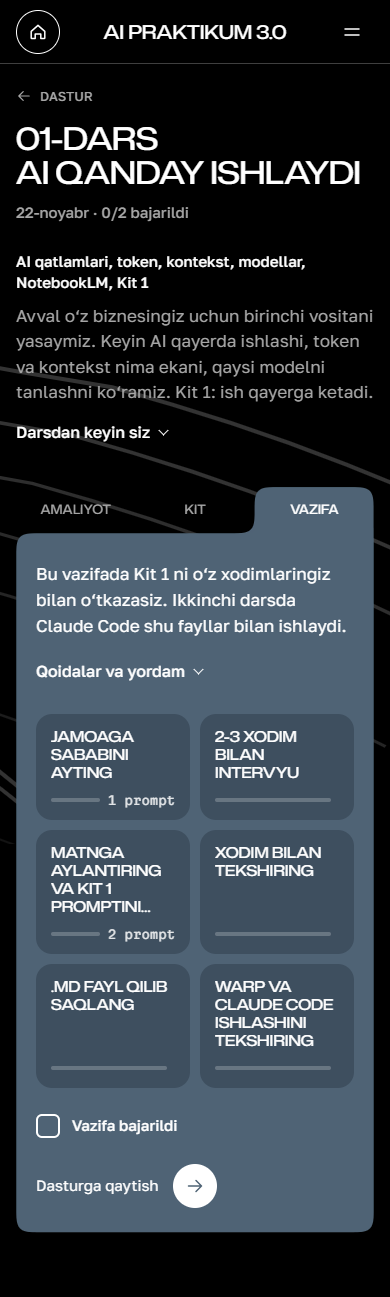 AI PRAKTIKUM 3.0
DASTUR
01-DARS
AI QANDAY ISHLAYDI
22-noyabr · 0/2 bajarildi
AI qatlamlari, token, kontekst, modellar,
NotebookLM, Kit 1
Avval o‘z biznesingiz uchun birinchi vositani
yasaymiz. Keyin AI qayerda ishlashi, token
va kontekst nima ekani, qaysi modelni
tanlashni ko‘ramiz. Kit 1: ish qayerga ketadi.
Darsdan keyin siz
AMALIYOT
KIT
VAZIFA
Bu vazifada Kit 1 ni o‘z xodimlaringiz
bilan o‘tkazasiz. Ikkinchi darsda
Claude Code shu fayllar bilan ishlaydi.
Qoidalar va yordam
JAMOAGA
SABABINI
AYTING
1 prompt
2-3 XODIM
BILAN
INTERVYU
MATNGA
AYLANTIRING
VA KIT 1
PROMPTINI...
2 prompt
XODIM BILAN
TEKSHIRING
.MD FAYL QILIB
SAQLANG
WARP VA
CLAUDE CODE
ISHLASHINI
TEKSHIRING
Vazifa bajarildi
Dasturga qaytish